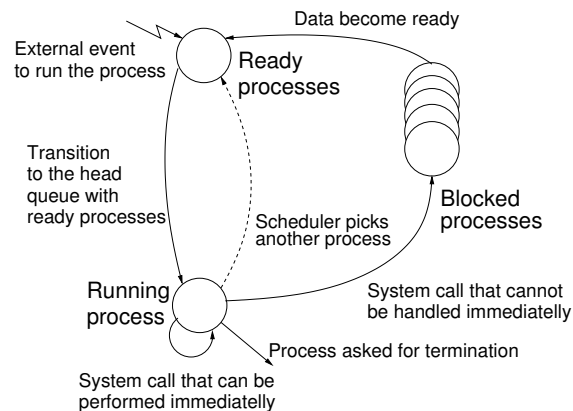 Data become ready
External event
to run the process
Ready
processes
Transition
to the head
queue with
ready processes
Blocked
processes
Scheduler picks
another process
Running
process
System call that cannot
be handled immediatelly
Process asked for termination
System call that can be
performed immediatelly